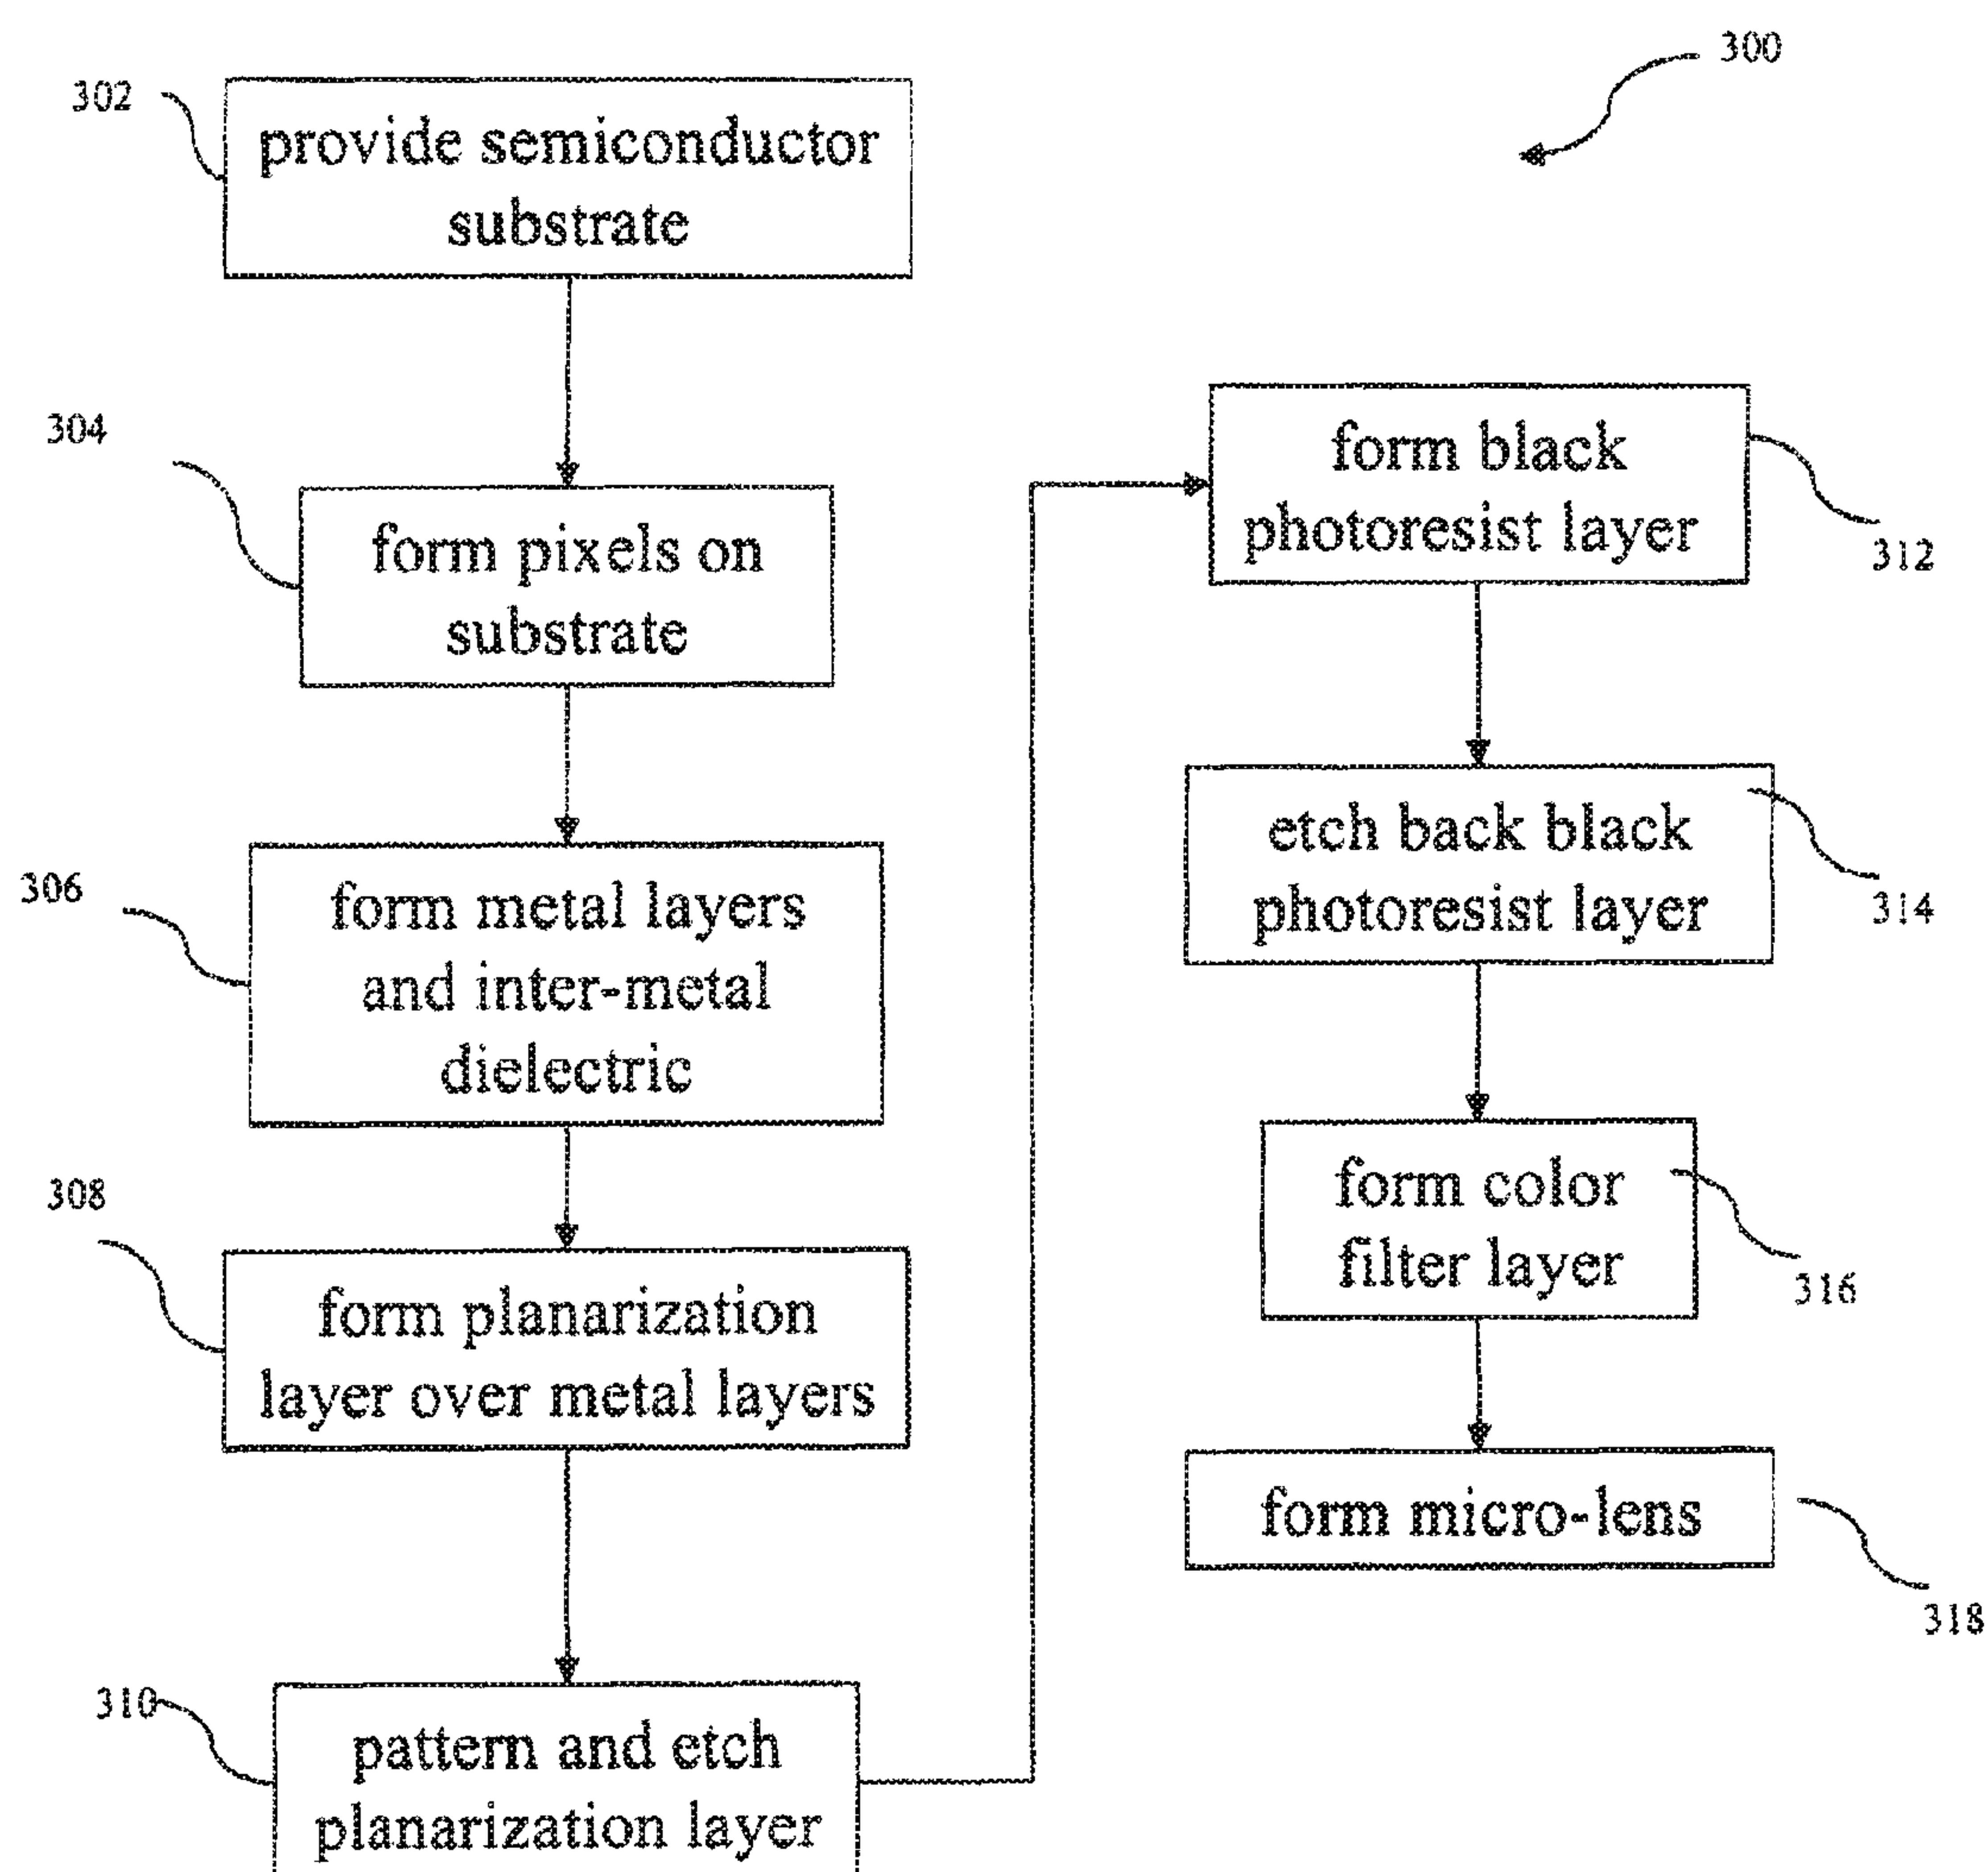 300
302
provide semiconductor
substrate
304
form pixels on
substrate
306
form metal layers
and inter-metal
dielectric
308
form planarization
layer over metal layers
310
pattern and etch
planarization layer
form black
photoresist layer
312
etch back black
photoresist layer
314
form color
filter layer
316
form micro-lens
318